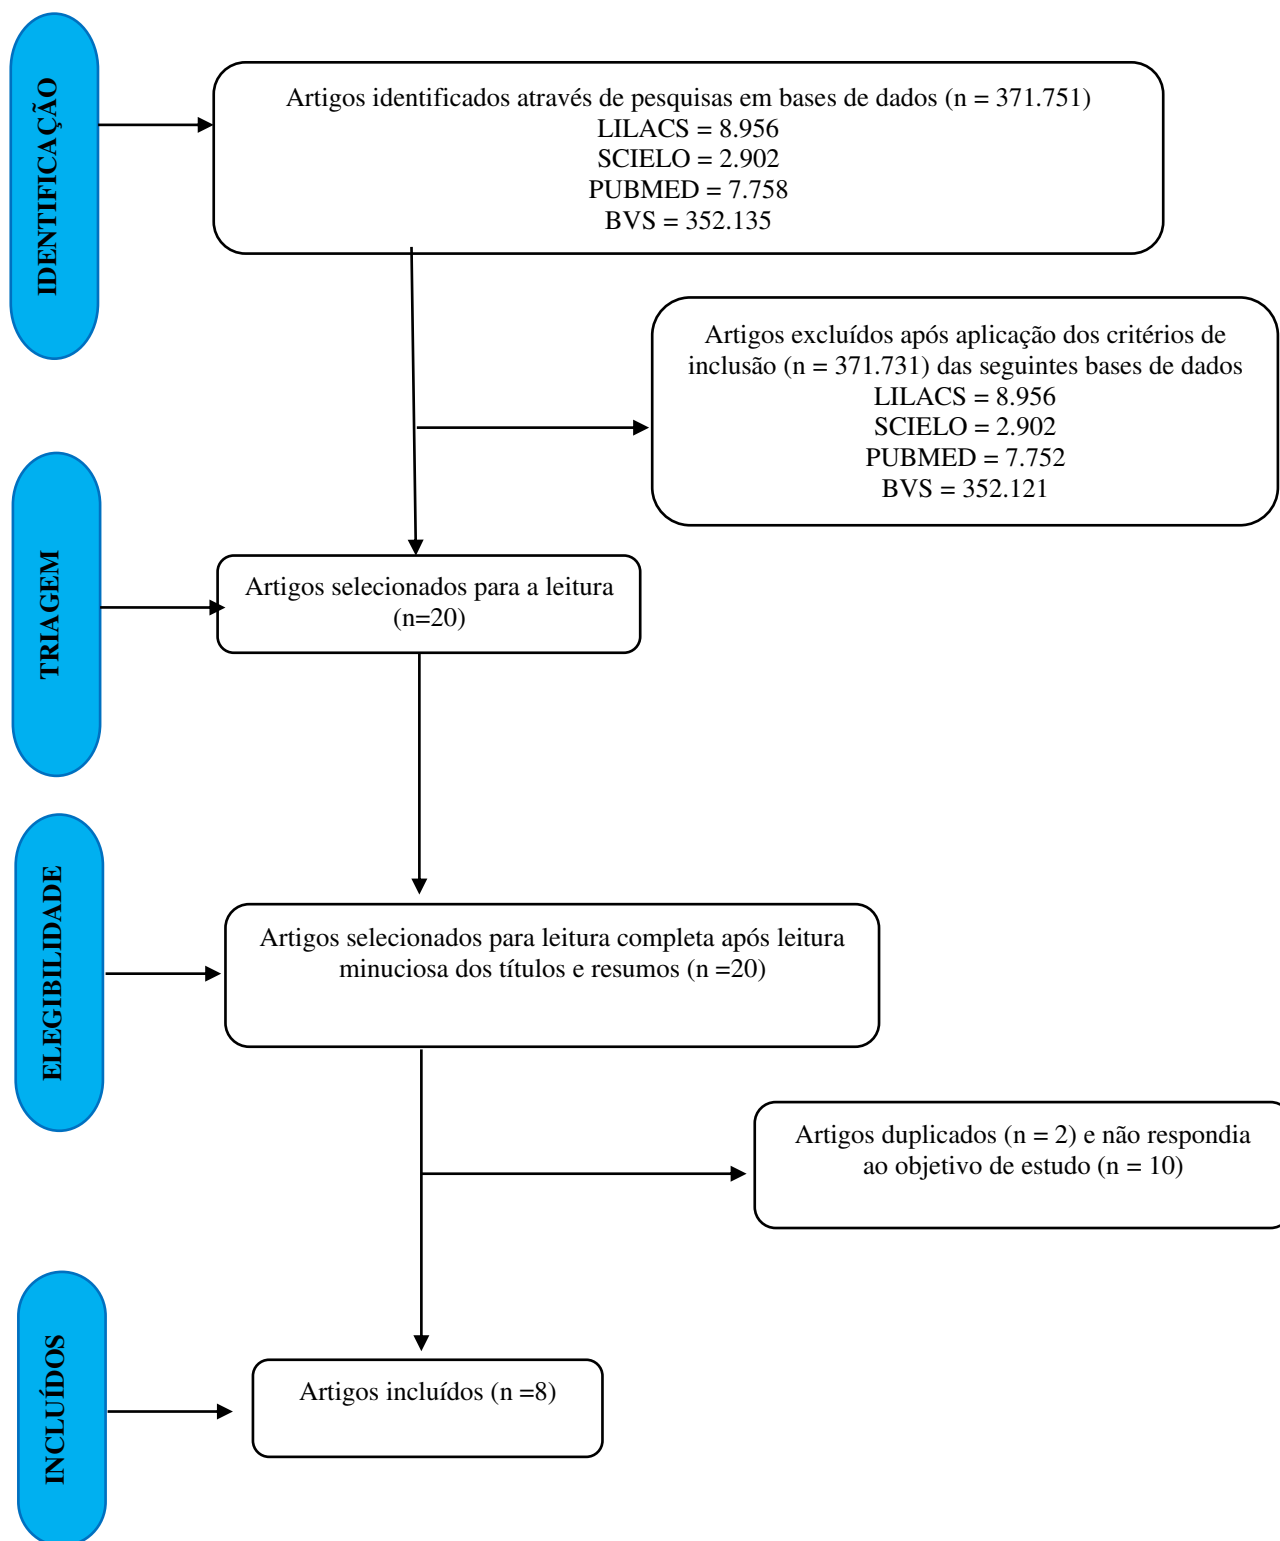 IDENTIFICAÇÃO
Artigos identificados através de pesquisas em bases de dados (n = 371.751)
LILACS = 8.956
SCIELO = 2.902
PUBMED = 7.758
BVS = 352.135
Artigos excluídos após aplicação dos critérios de
inclusão (n = 371.731) das seguintes bases de dados
LILACS = 8.956
SCIELO = 2.902
PUBMED = 7.752
BVS = 352.121
TRIAGEM
Artigos selecionados para a leitura
(n=20)
ELEGIBILIDADE
Artigos selecionados para leitura completa após leitura
minuciosa dos títulos e resumos (n =20)
Artigos duplicados (n = 2) e não respondia
ao objetivo de estudo (n = 10)
INCLUÍDOS
Artigos incluídos (n =8)